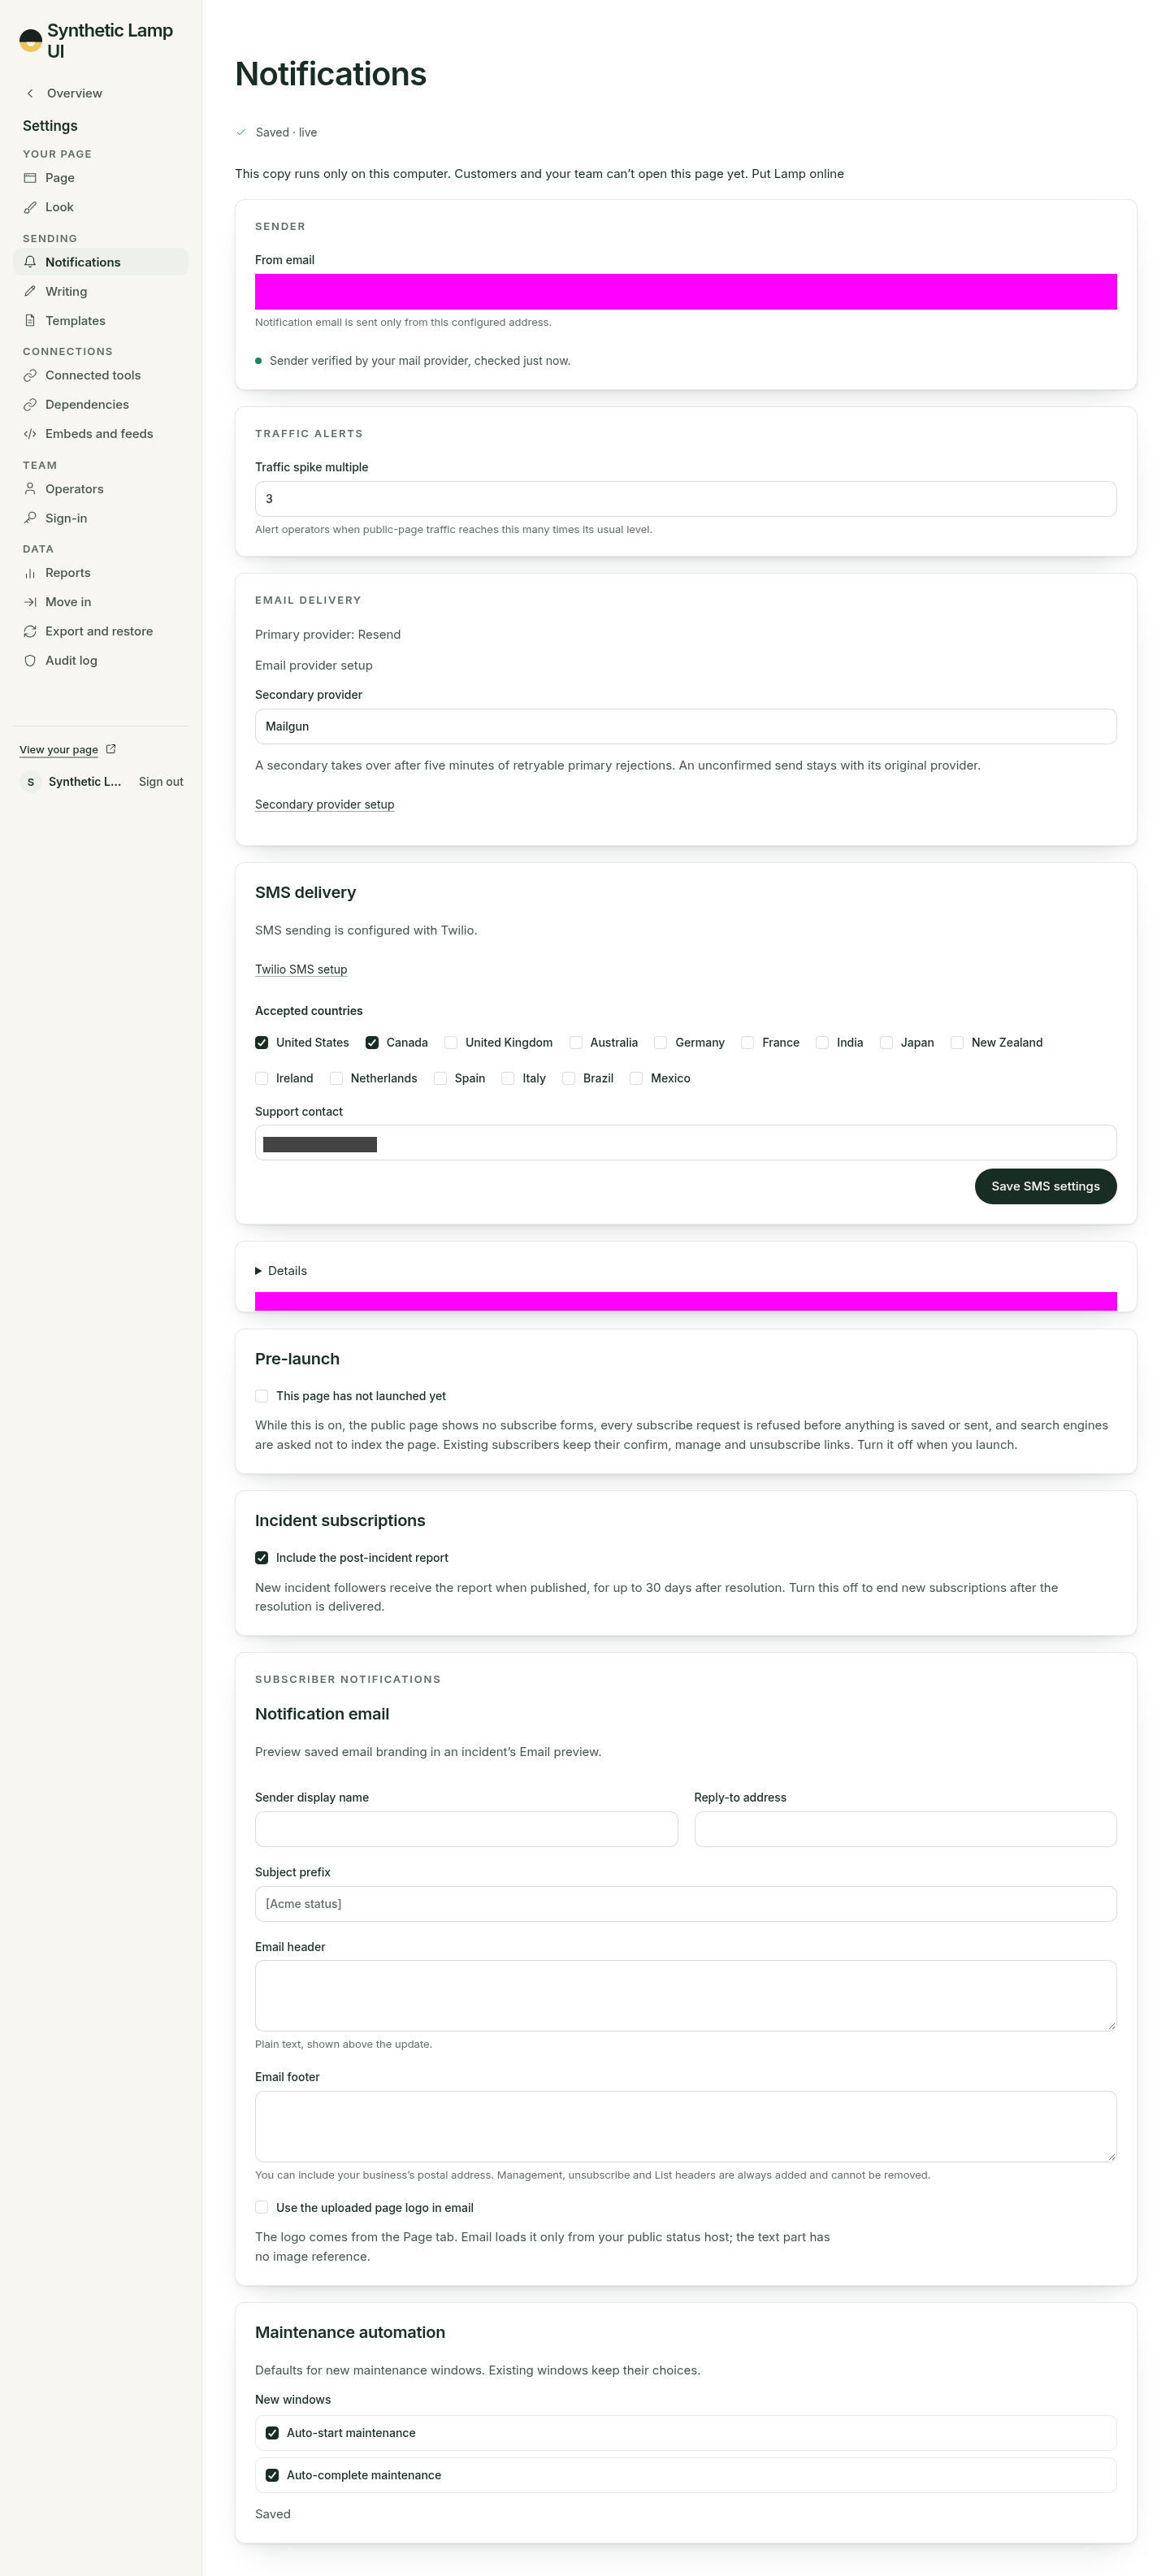 Synthetic Lamp
UI
Overview
Settings
YOUR PAGE
Page
Look
SENDING
Notifications
Writing
Templates
CONNECTIONS
Connected tools
Dependencies
Embeds and feeds
TEAM
Operators
Sign-in
DATA
Reports
Move in
Export and restore
Audit log
View your page
S Synthetic L... Sign out
Notifications
Saved · live
This copy runs only on this computer. Customers and your team can’t open this page yet. Put Lamp online
SENDER
From email
Notification email is sent only from this configured address.
Sender verified by your mail provider, checked just now.
TRAFFIC ALERTS
Traffic spike multiple
3
Alert operators when public-page traffic reaches this many times its usual level.
EMAIL DELIVERY
Primary provider: Resend
Email provider setup
Secondary provider
Mailgun
A secondary takes over after five minutes of retryable primary rejections. An unconfirmed send stays with its original provider.
Secondary provider setup
SMS delivery
SMS sending is configured with Twilio.
Twilio SMS setup
Accepted countries
United States Canada United Kingdom Australia Germany France India Japan New Zealand
Ireland Netherlands Spain Italy Brazil Mexico
Support contact
Save SMS settings
Details
Pre-launch
This page has not launched yet
While this is on, the public page shows no subscribe forms, every subscribe request is refused before anything is saved or sent, and search engines
are asked not to index the page. Existing subscribers keep their confirm, manage and unsubscribe links. Turn it off when you launch.
Incident subscriptions
Include the post-incident report
New incident followers receive the report when published, for up to 30 days after resolution. Turn this off to end new subscriptions after the
resolution is delivered.
SUBSCRIBER NOTIFICATIONS
Notification email
Preview saved email branding in an incident’s Email preview.
Sender display name Reply-to address
Subject prefix
[Acme status]
Email header
Plain text, shown above the update.
Email footer
You can include your business’s postal address. Management, unsubscribe and List headers are always added and cannot be removed.
Use the uploaded page logo in email
The logo comes from the Page tab. Email loads it only from your public status host; the text part has
no image reference.
Maintenance automation
Defaults for new maintenance windows. Existing windows keep their choices.
New windows
Auto-start maintenance
Auto-complete maintenance
Saved